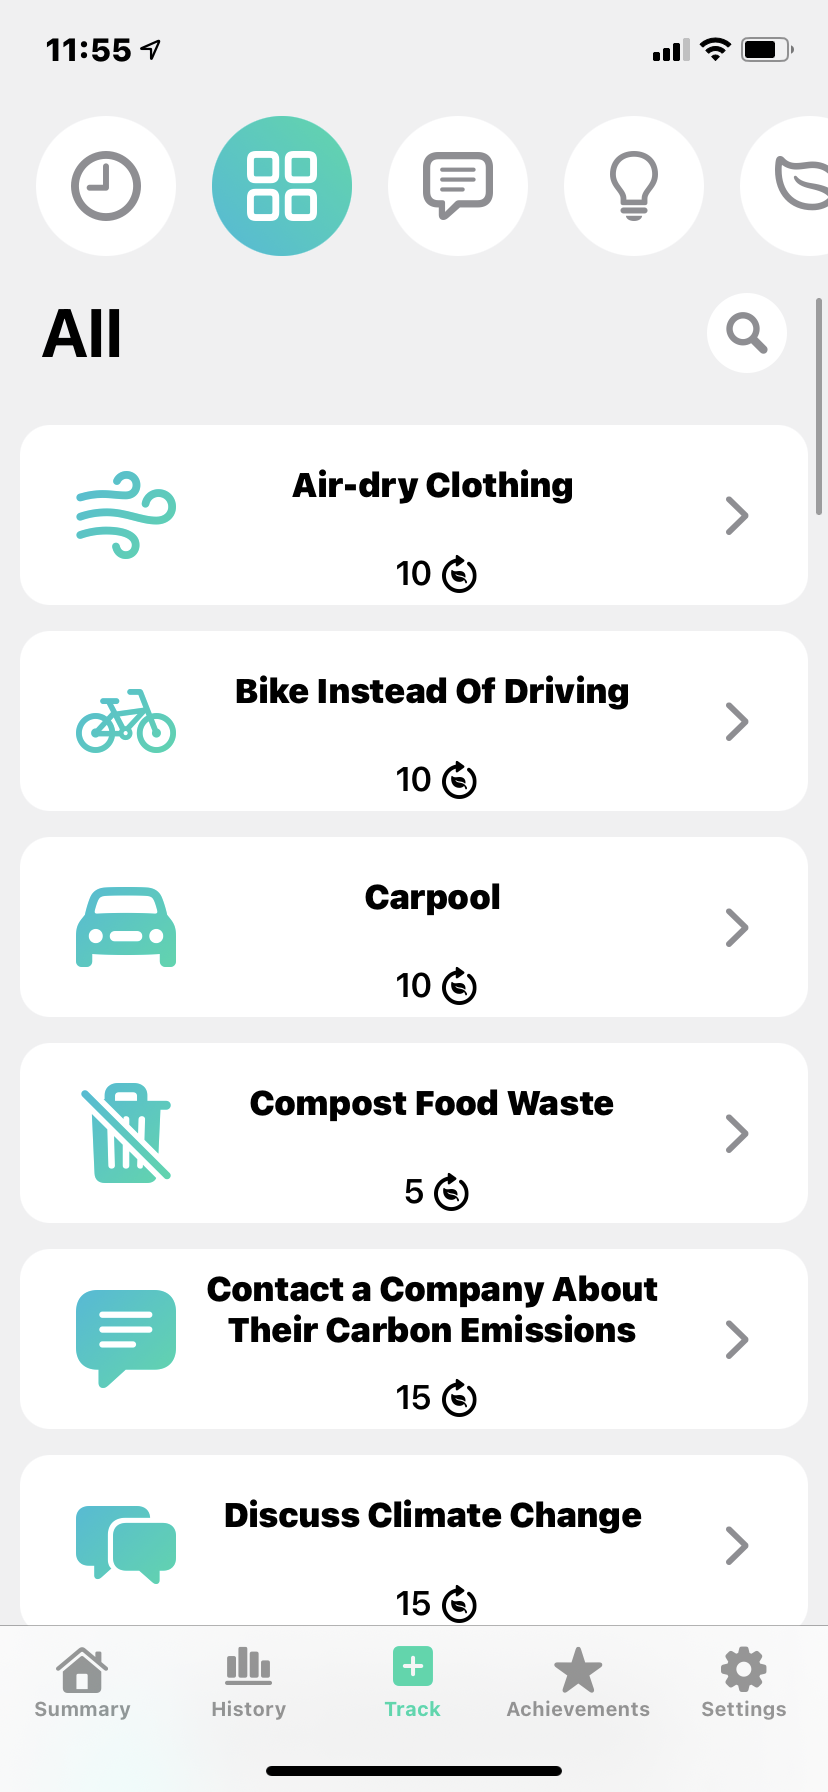 11:55
All
Air-dry Clothing
10
Bike Instead Of Driving
10
Carpool
10
Compost Food Waste
5
Contact a Company About
Their Carbon Emissions
15
Discuss Climate Change
15
Summary
History
Track
Achievements
Settings